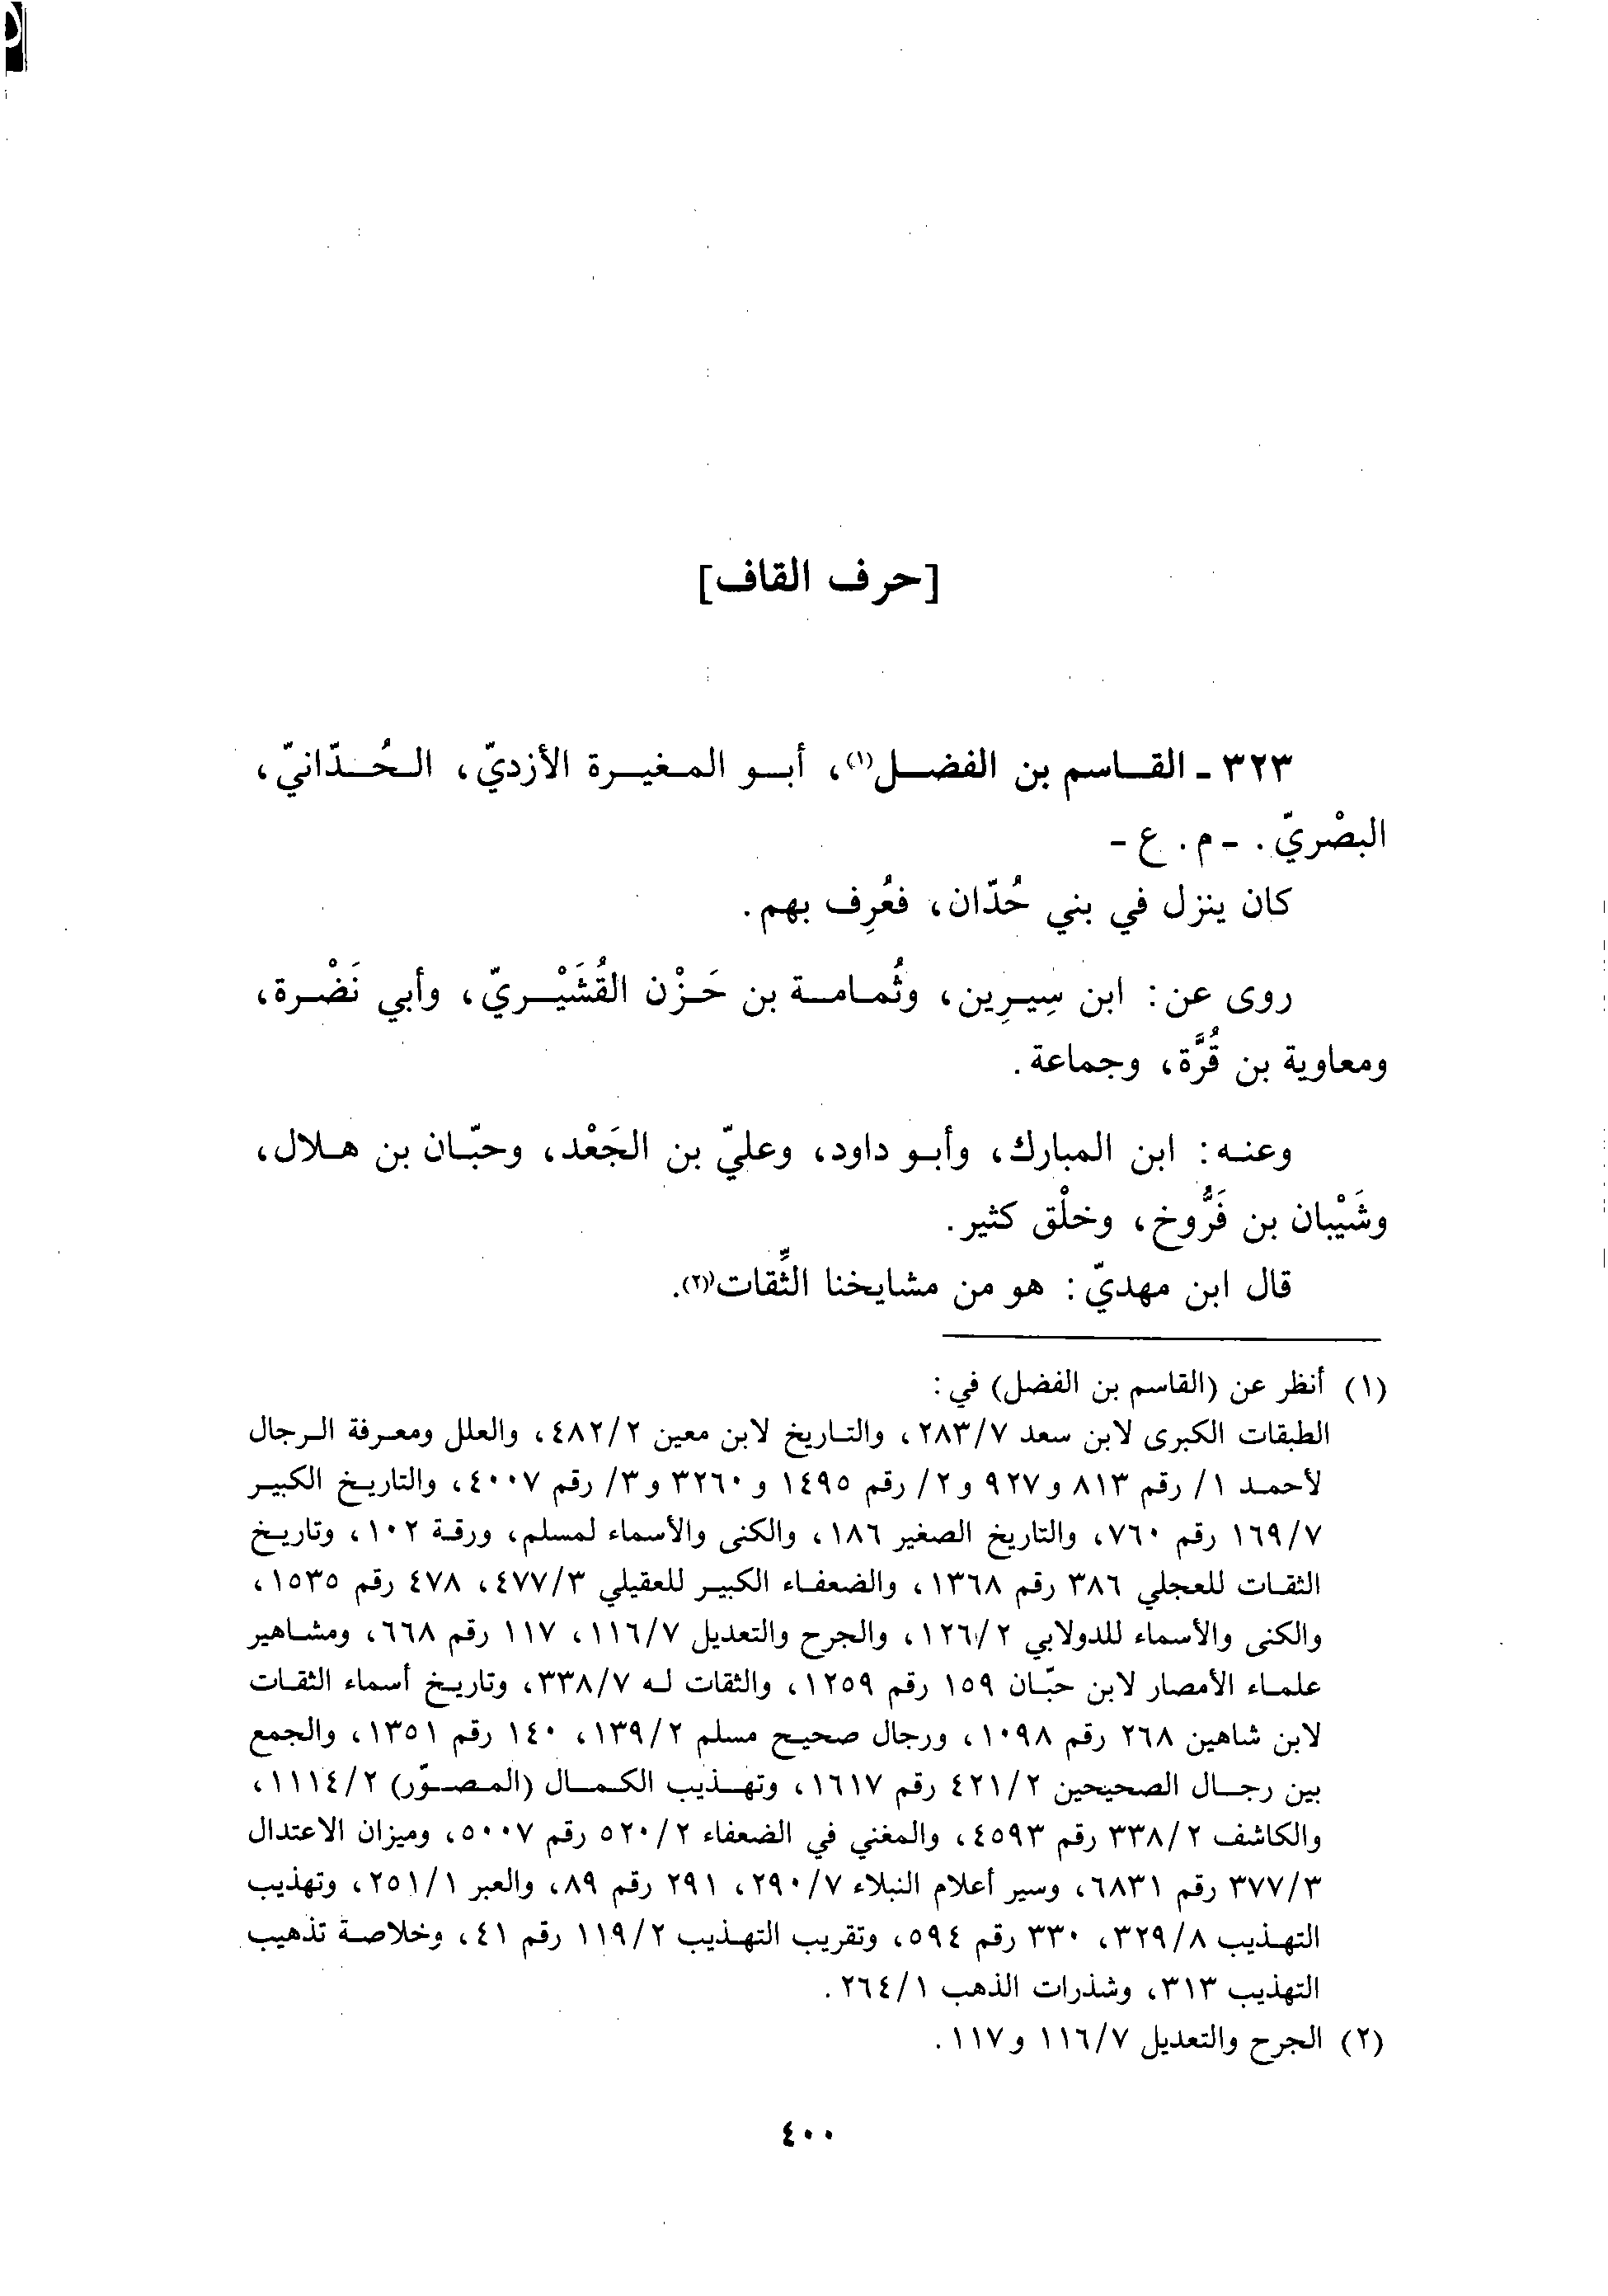 [حرف القاف]
٣٢٣ - القاسم بن الفضل(١)، أبو المغيرة الأزديّ، الحُدّانيّ،
البصْريّ. - م. ع -
كان ينزل في بني حُدّان، فعُرِف بهم.
روى عن: ابن سِيرِين، وثُمامة بن حَزْن القُشَيْريّ، وأبي نَضْرة،
ومعاوية بن قُرَّة، وجماعة.
وعنه: ابن المبارك، وأبو داود، وعليّ بن الجَعْد، وحبّان بن هلال،
وشَيْبان بن فَرُّوخ، وخلْق كثير.
قال ابن مهديّ: هو من مشايخنا الثِّقات(٢).
(١) أنظر عن (القاسم بن الفضل) في:
الطبقات الكبرى لابن سعد ٢٨٣/٧، والتاريخ لابن معين ٤٨٢/٢، والعلل ومعرفة الرجال
لأحمد ١/ رقم ٨١٣ و٩٢٧ و٢/ رقم ١٤٩٥ و٣٢٦٠ و٣/ رقم ٤٠٠٧، والتاريخ الكبير
١٦٩/٧ رقم ٧٦٠، والتاريخ الصغير ١٨٦، والكنى والأسماء لمسلم، ورقة ١٠٢، وتاريخ
الثقات للعجلي ٣٨٦ رقم ١٣٦٨، والضعفاء الكبير للعقيلي ٤٧٧/٣، ٤٧٨ رقم ١٥٣٥،
والكنى والأسماء للدولابي ١٢٦/٢، والجرح والتعديل ١١٦/٧، ١١٧ رقم ٦٦٨، ومشاهير
علماء الأمصار لابن حبّان ١٥٩ رقم ١٢٥٩، والثقات له ٣٣٨/٧، وتاريخ أسماء الثقات
لابن شاهين ٢٦٨ رقم ١٠٩٨، ورجال صحيح مسلم ١٣٩/٢، ١٤٠ رقم ١٣٥١، والجمع
بين رجال الصحيحين ٤٢١/٢ رقم ١٦١٧، وتهذيب الكمال (المصوّر) ١١١٤/٢،
والكاشف ٣٣٨/٢ رقم ٤٥٩٣، والمغني في الضعفاء ٥٢٠/٢ رقم ٥٠٠٧، وميزان الاعتدال
٣٧٧/٣ رقم ٦٨٣١، وسير أعلام النبلاء ٢٩٠/٧، ٢٩١ رقم ٨٩، والعبر ٢٥١/١، وتهذيب
التهذيب ٣٢٩/٨، ٣٣٠ رقم ٥٩٤، وتقريب التهذيب ١١٩/٢ رقم ٤١، وخلاصة تذهيب
التهذيب ٣١٣، وشذرات الذهب ٢٦٤/١.
(٢) الجرح والتعديل ١١٦/٧ و١١٧.
٤٠٠